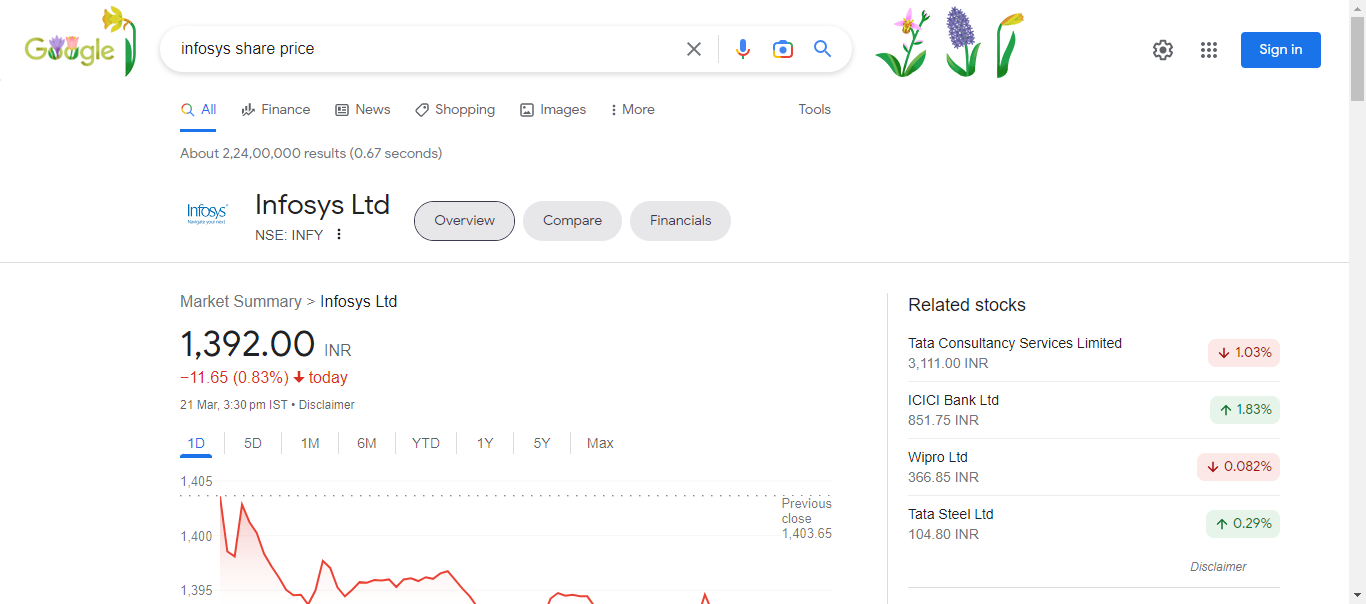 Google
infosys share price
Sign in
All Finance News Shopping Images More Tools
About 2,24,00,000 results (0.67 seconds)
Infosys
Navigate your next
Infosys Ltd
NSE: INFY
Overview Compare Financials
Market Summary > Infosys Ltd
1,392.00 INR
−11.65 (0.83%) today
21 Mar, 3:30 pm IST • Disclaimer
1D 5D 1M 6M YTD 1Y 5Y Max
1,405
1,400
1,395
Previous
close
1,403.65
Related stocks
Tata Consultancy Services Limited
3,111.00 INR
1.03%
ICICI Bank Ltd
851.75 INR
1.83%
Wipro Ltd
366.85 INR
0.082%
Tata Steel Ltd
104.80 INR
0.29%
Disclaimer